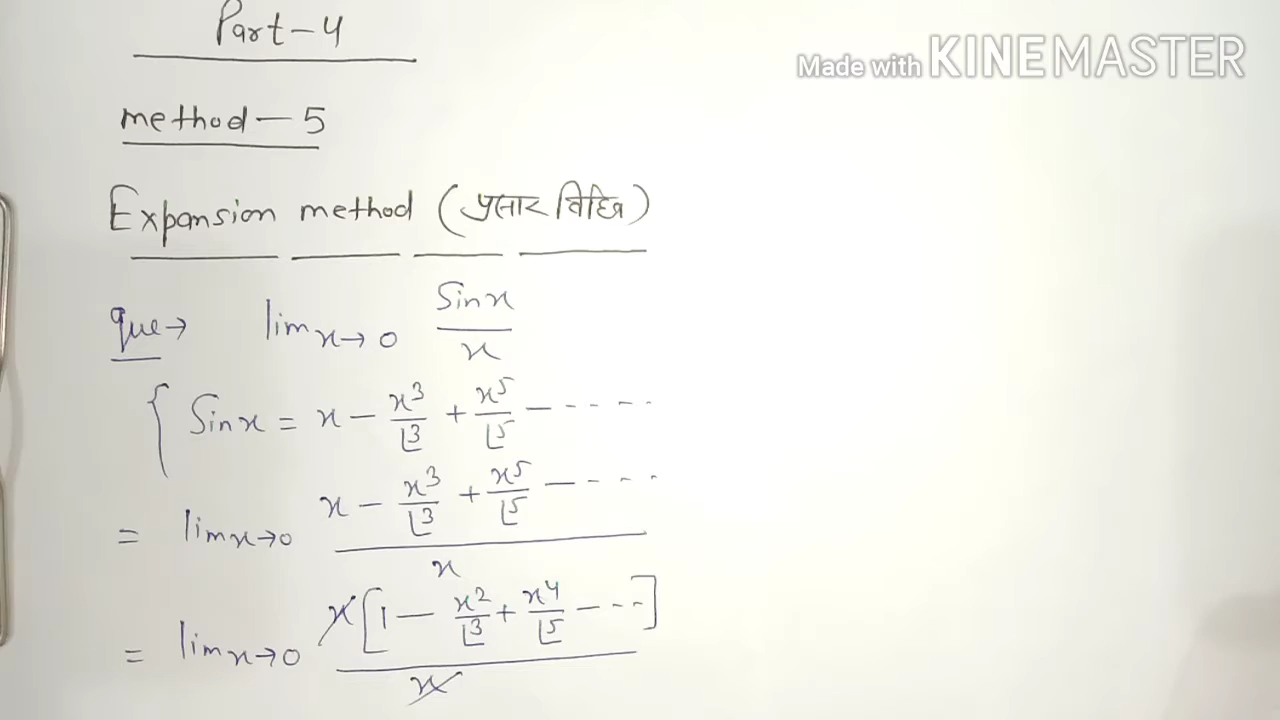 Part-4
Made with KINEMASTER
method-5
Expansion method (प्रसार विधि)
que→ lim x→0 Sinx/x
{ Sinx = x - x³/⌊3 + x⁵/⌊5 - -----
= lim x→0 (x - x³/⌊3 + x⁵/⌊5 - ----)/x
= lim x→0 x[1 - x²/⌊3 + x⁴/⌊5 - ---]/x